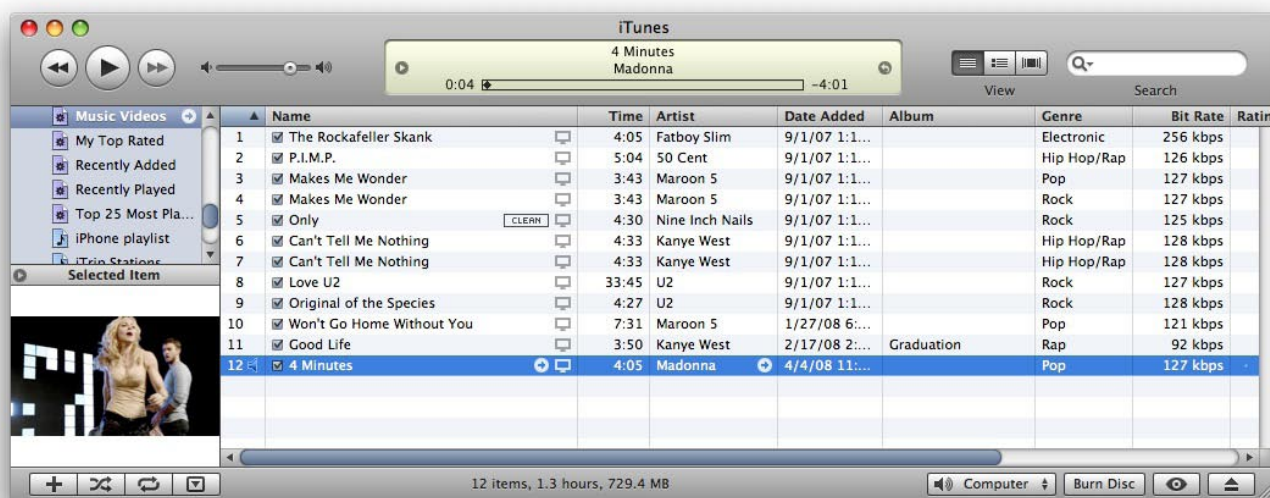 iTunes
4 Minutes
Madonna
0:04 -4:01
View Search
Music Videos
My Top Rated
Recently Added
Recently Played
Top 25 Most Pla...
iPhone playlist
iTrip Stations
Selected Item
Name Time Artist Date Added Album Genre Bit Rate Ratin
1 The Rockafeller Skank 4:05 Fatboy Slim 9/1/07 1:1... Electronic 256 kbps
2 P.I.M.P. 5:04 50 Cent 9/1/07 1:1... Hip Hop/Rap 126 kbps
3 Makes Me Wonder 3:43 Maroon 5 9/1/07 1:1... Pop 127 kbps
4 Makes Me Wonder 3:43 Maroon 5 9/1/07 1:1... Rock 127 kbps
5 Only CLEAN 4:30 Nine Inch Nails 9/1/07 1:1... Rock 125 kbps
6 Can't Tell Me Nothing 4:33 Kanye West 9/1/07 1:1... Hip Hop/Rap 128 kbps
7 Can't Tell Me Nothing 4:33 Kanye West 9/1/07 1:1... Hip Hop/Rap 128 kbps
8 Love U2 33:45 U2 9/1/07 1:1... Rock 127 kbps
9 Original of the Species 4:27 U2 9/1/07 1:1... Rock 128 kbps
10 Won't Go Home Without You 7:31 Maroon 5 1/27/08 6:... Pop 121 kbps
11 Good Life 3:50 Kanye West 2/17/08 2:... Graduation Rap 92 kbps
12 4 Minutes 4:05 Madonna 4/4/08 11:... Pop 127 kbps
12 items, 1.3 hours, 729.4 MB
Computer Burn Disc